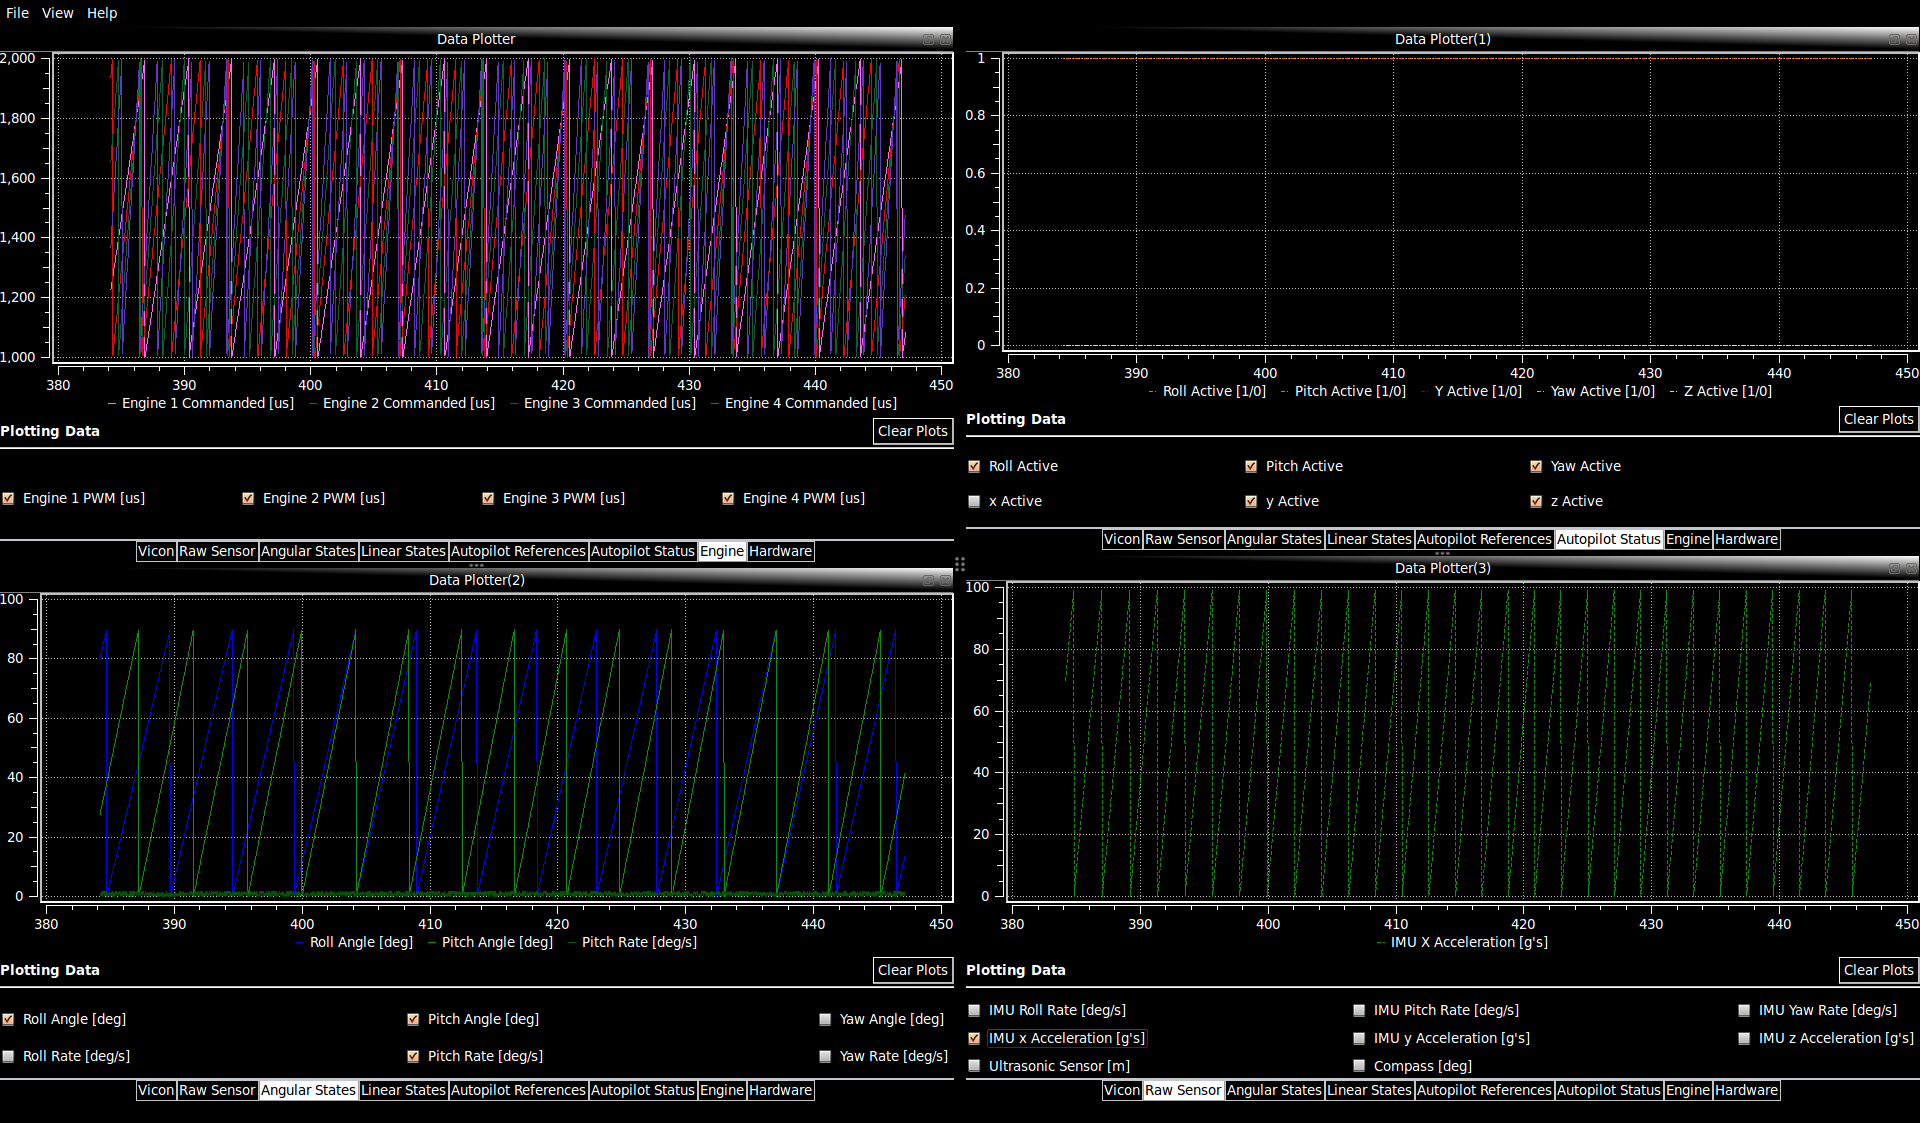 File View Help
Data Plotter
2,000
1,800
1,600
1,400
1,200
1,000
380 390 400 410 420 430 440 450
Engine 1 Commanded [us] Engine 2 Commanded [us] Engine 3 Commanded [us] Engine 4 Commanded [us]
Plotting Data Clear Plots
Engine 1 PWM [us] Engine 2 PWM [us] Engine 3 PWM [us] Engine 4 PWM [us]
Vicon Raw Sensor Angular States Linear States Autopilot References Autopilot Status Engine Hardware
Data Plotter(1)
1
0.8
0.6
0.4
0.2
0
380 390 400 410 420 430 440 450
Roll Active [1/0] Pitch Active [1/0] Y Active [1/0] Yaw Active [1/0] Z Active [1/0]
Plotting Data Clear Plots
Roll Active Pitch Active Yaw Active
x Active y Active z Active
Vicon Raw Sensor Angular States Linear States Autopilot References Autopilot Status Engine Hardware
Data Plotter(2)
100
80
60
40
20
0
380 390 400 410 420 430 440 450
Roll Angle [deg] Pitch Angle [deg] Pitch Rate [deg/s]
Plotting Data Clear Plots
Roll Angle [deg] Pitch Angle [deg] Yaw Angle [deg]
Roll Rate [deg/s] Pitch Rate [deg/s] Yaw Rate [deg/s]
Vicon Raw Sensor Angular States Linear States Autopilot References Autopilot Status Engine Hardware
Data Plotter(3)
100
80
60
40
20
0
380 390 400 410 420 430 440 450
IMU X Acceleration [g's]
Plotting Data Clear Plots
IMU Roll Rate [deg/s] IMU Pitch Rate [deg/s] IMU Yaw Rate [deg/s]
IMU x Acceleration [g's] IMU y Acceleration [g's] IMU z Acceleration [g's]
Ultrasonic Sensor [m] Compass [deg]
Vicon Raw Sensor Angular States Linear States Autopilot References Autopilot Status Engine Hardware